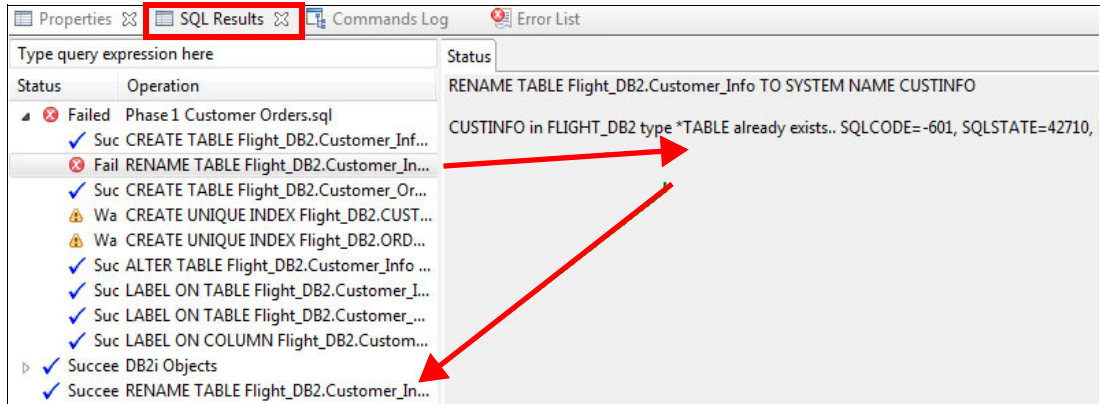 Properties SQL Results Commands Log Error List
Type query expression here
Status Operation
Failed Phase 1 Customer Orders.sql
Suc CREATE TABLE Flight_DB2.Customer_Inf...
Fail RENAME TABLE Flight_DB2.Customer_In...
Suc CREATE TABLE Flight_DB2.Customer_Or...
Wa CREATE UNIQUE INDEX Flight_DB2.CUST...
Wa CREATE UNIQUE INDEX Flight_DB2.ORD...
Suc ALTER TABLE Flight_DB2.Customer_Info ...
Suc LABEL ON TABLE Flight_DB2.Customer_I...
Suc LABEL ON TABLE Flight_DB2.Customer_...
Suc LABEL ON COLUMN Flight_DB2.Custom...
Succee DB2i Objects
Succee RENAME TABLE Flight_DB2.Customer_In...
Status
RENAME TABLE Flight_DB2.Customer_Info TO SYSTEM NAME CUSTINFO
CUSTINFO in FLIGHT_DB2 type *TABLE already exists.. SQLCODE=-601, SQLSTATE=42710,